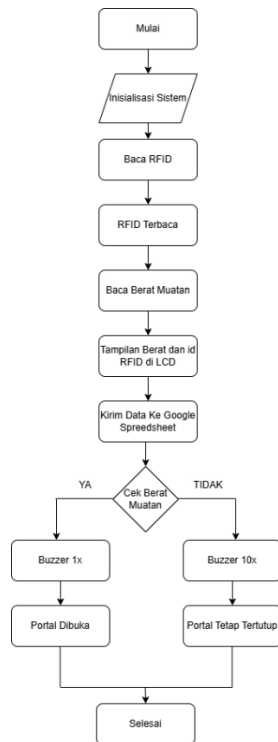 Mulai
Inisialisasi Sistem
Baca RFID
RFID Terbaca
Baca Berat Muatan
Tampilan Berat dan id
RFID di LCD
Kirim Data Ke Google
Spreedsheet
Cek Berat
Muatan
YA
TIDAK
Buzzer 1x
Buzzer 10x
Portal Dibuka
Portal Tetap Tertutup
Selesai